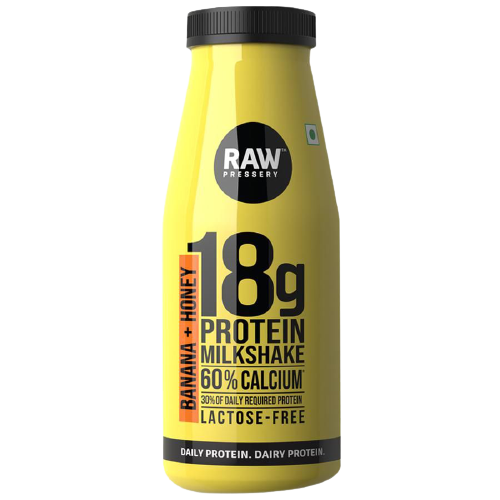 RAW™
PRESSERY
BANANA + HONEY
18g
PROTEIN
MILKSHAKE
60% CALCIUM*
30% OF DAILY REQUIRED PROTEIN
LACTOSE-FREE
DAILY PROTEIN. DAIRY PROTEIN.